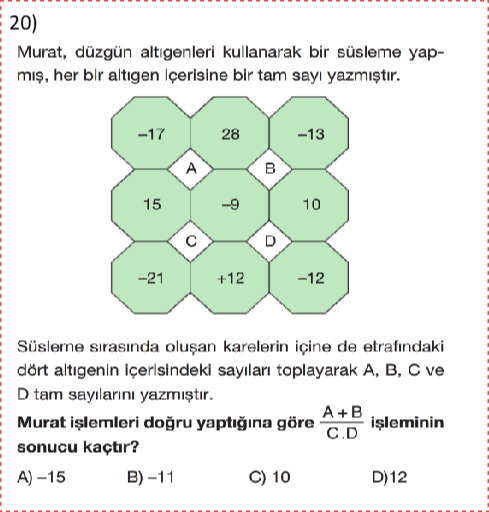 20)
Murat, düzgün altıgenleri kullanarak bir süsleme yap-
mış, her bir altıgen içerisine bir tam sayı yazmıştır.
–17 28 –13
A B
15 –9 10
C D
–21 +12 –12
Süsleme sırasında oluşan karelerin içine de etrafındaki
dört altıgenin içerisindeki sayıları toplayarak A, B, C ve
D tam sayılarını yazmıştır.
Murat işlemleri doğru yaptığına göre A + B / C . D işleminin
sonucu kaçtır?
A) –15 B) –11 C) 10 D) 12